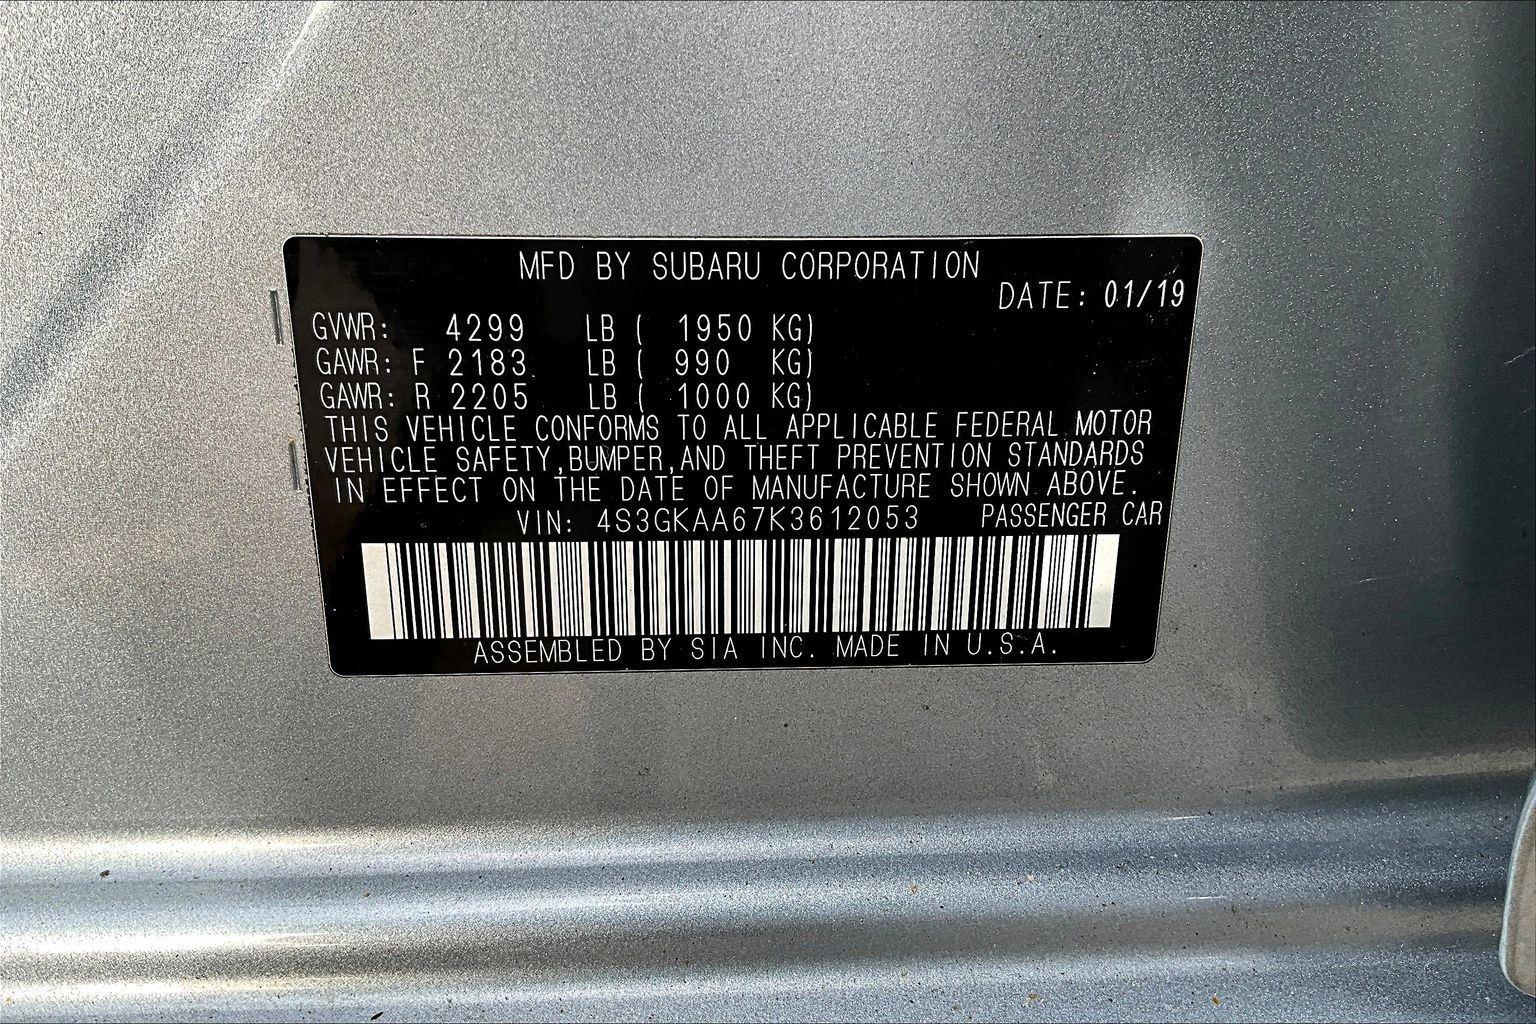 MFD BY SUBARU CORPORATION
DATE: 01/19
GVWR: 4299 LB ( 1950 KG)
GAWR: F 2183 LB ( 990 KG)
GAWR: R 2205 LB ( 1000 KG)
THIS VEHICLE CONFORMS TO ALL APPLICABLE FEDERAL MOTOR
VEHICLE SAFETY,BUMPER,AND THEFT PREVENTION STANDARDS
IN EFFECT ON THE DATE OF MANUFACTURE SHOWN ABOVE.
VIN: 4S3GKAA67K3612053 PASSENGER CAR
ASSEMBLED BY SIA INC. MADE IN U.S.A.